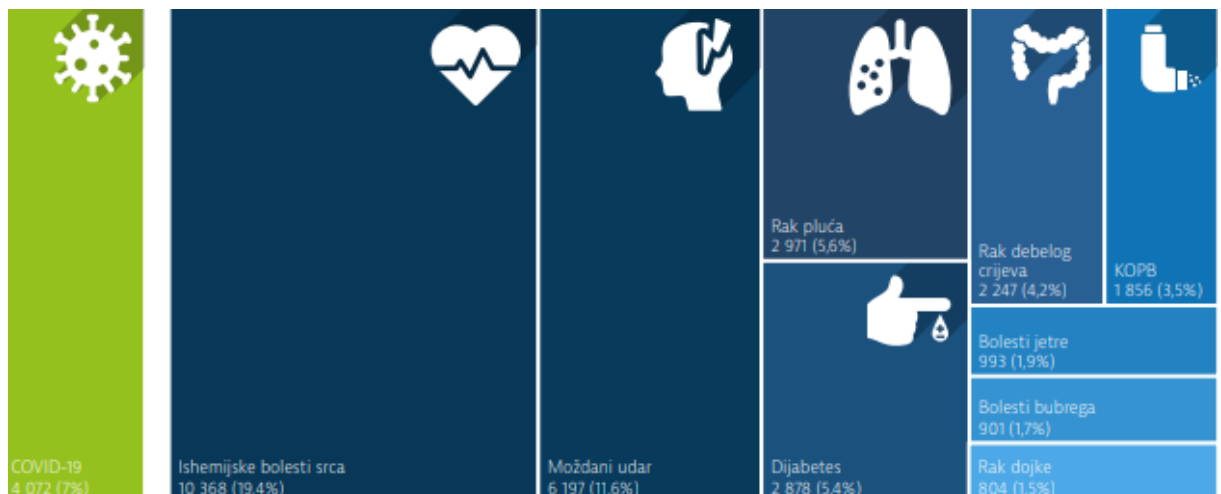 COVID-19
4 072 (7%)
Ishemijske bolesti srca
10 368 (19,4%)
Moždani udar
6 197 (11,6%)
Rak pluća
2 971 (5,6%)
Dijabetes
2 878 (5,4%)
Rak debelog
crijeva
2 247 (4,2%)
KOPB
1 856 (3,5%)
Bolesti jetre
993 (1,9%)
Bolesti bubrega
901 (1,7%)
Rak dojke
804 (1,5%)